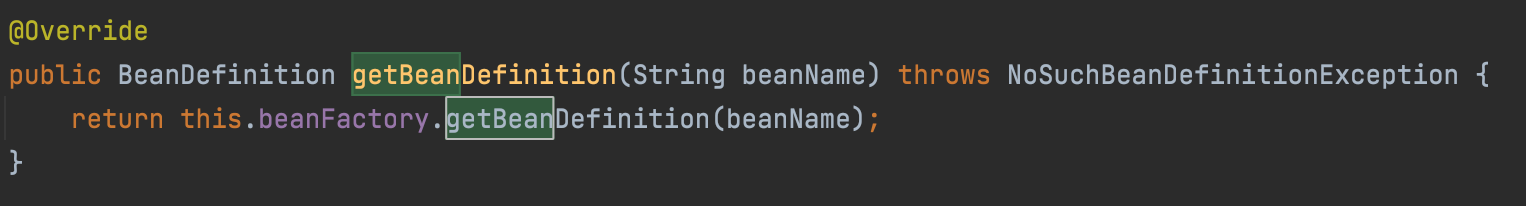 @Override
public BeanDefinition getBeanDefinition(String beanName) throws NoSuchBeanDefinitionException {
    return this.beanFactory.getBeanDefinition(beanName);
}